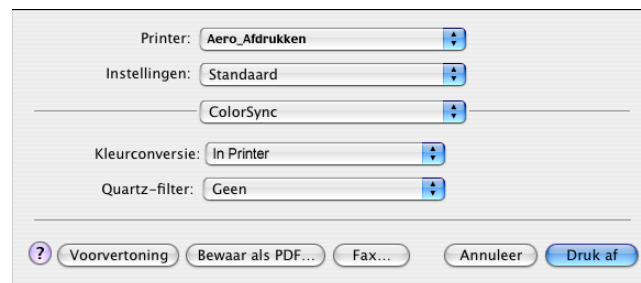 Printer: Aero_Afdrukken
Instellingen: Standaard
ColorSync
Kleurconversie: In Printer
Quartz-filter: Geen
? Voorvertoning Bewaar als PDF... Fax... Annuleer Druk af